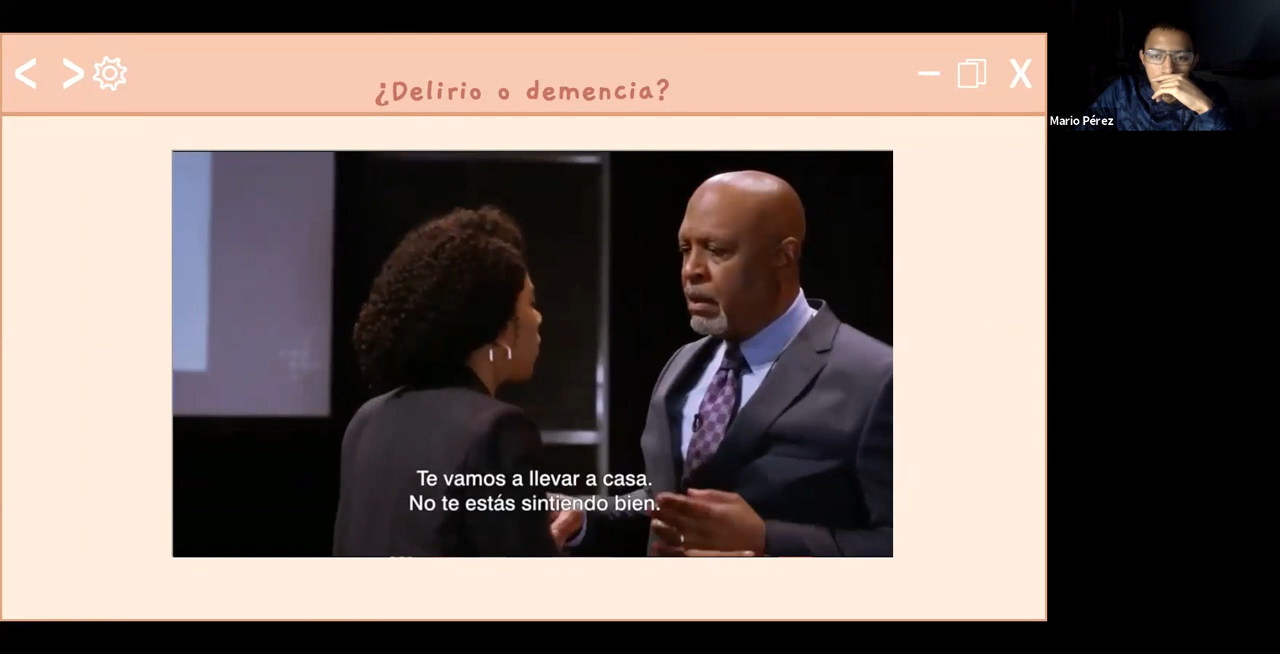 ¿Delirio o demencia?
Mario Pérez
Te vamos a llevar a casa.
No te estás sintiendo bien.